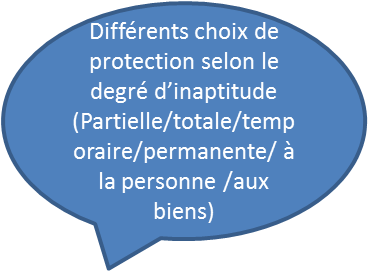 Différents choix de
protection selon le
degré d’inaptitude
(Partielle/totale/temp
oraire/permanente/ à
la personne /aux
biens)